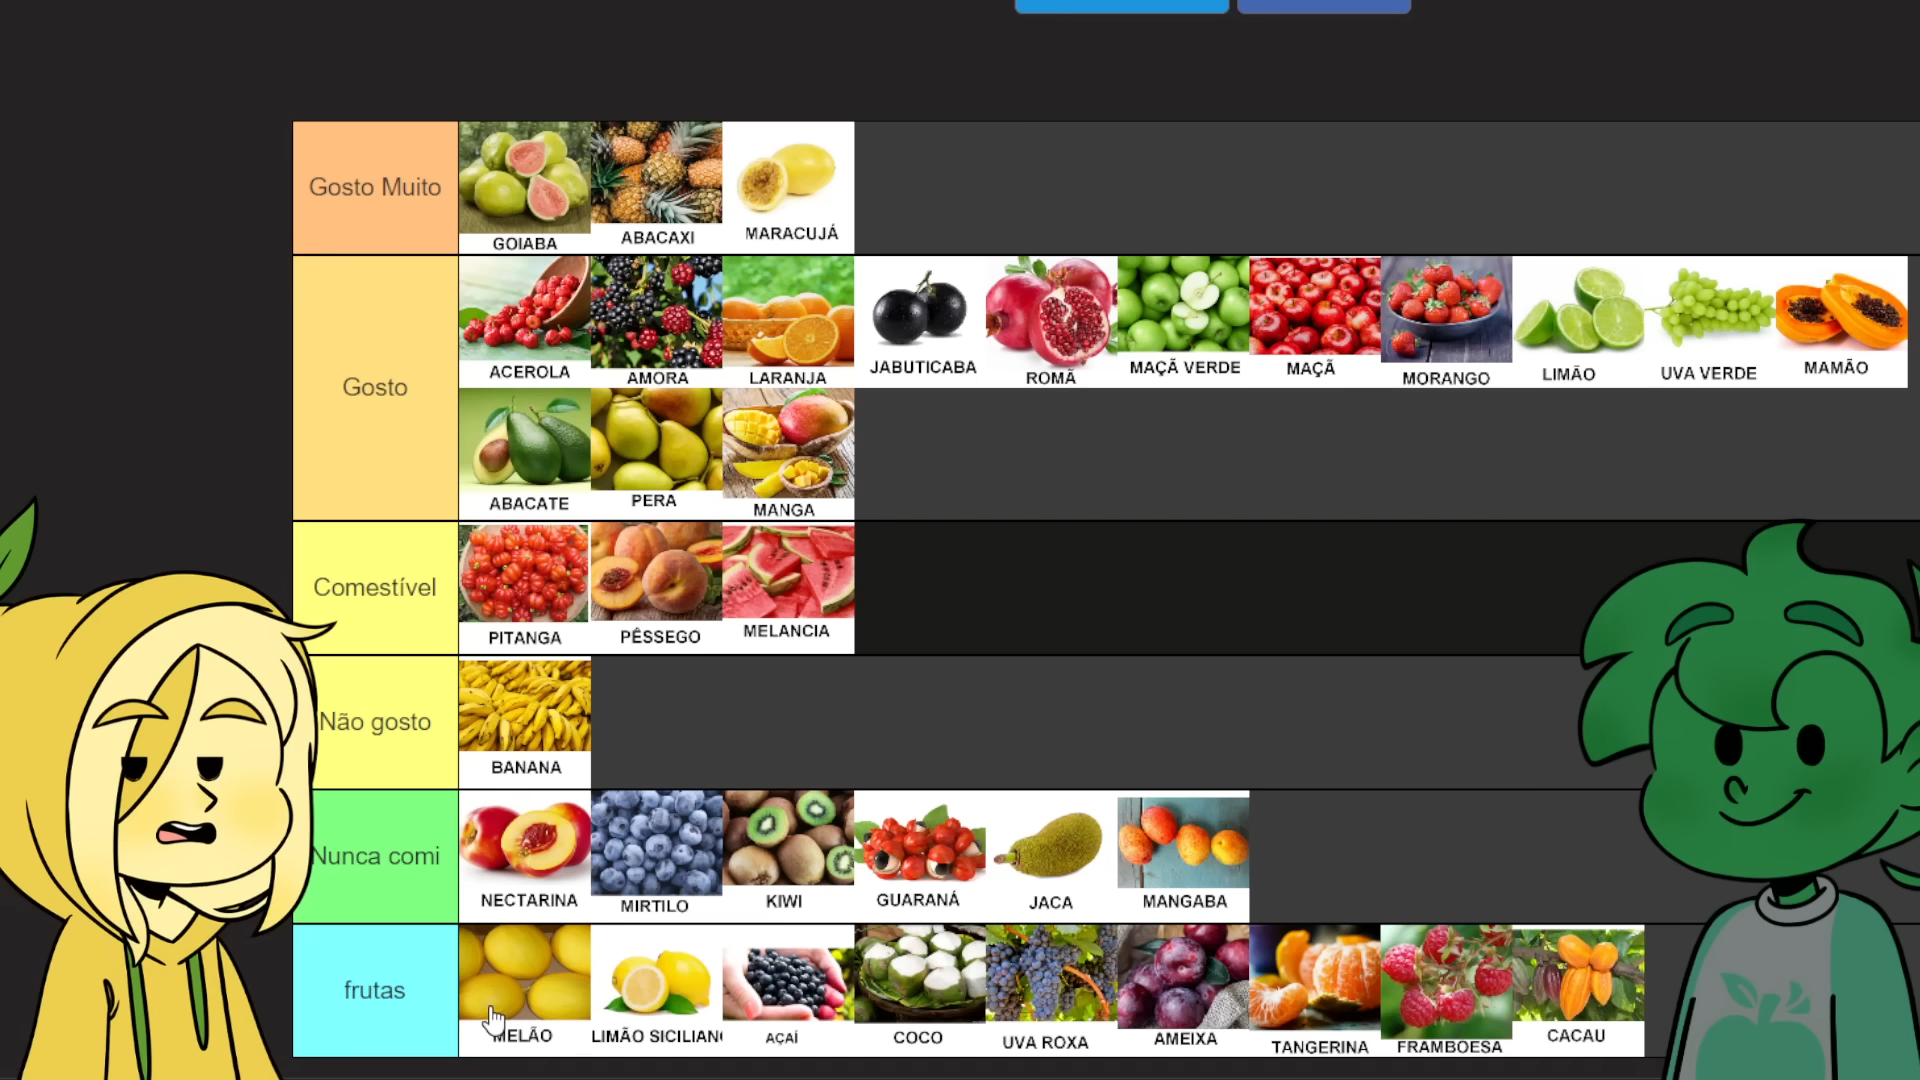 Gosto Muito
GOIABA
ABACAXI
MARACUJÁ
Gosto
ACEROLA
AMORA
LARANJA
JABUTICABA
ROMÃ
MAÇÃ VERDE
MAÇÃ
MORANGO
LIMÃO
UVA VERDE
MAMÃO
ABACATE
PERA
MANGA
Comestível
PITANGA
PÊSSEGO
MELANCIA
Não gosto
BANANA
Nunca comi
NECTARINA
MIRTILO
KIWI
GUARANÁ
JACA
MANGABA
frutas
MELÃO
LIMÃO SICILIAN
AÇAÍ
COCO
UVA ROXA
AMEIXA
TANGERINA
FRAMBOESA
CACAU